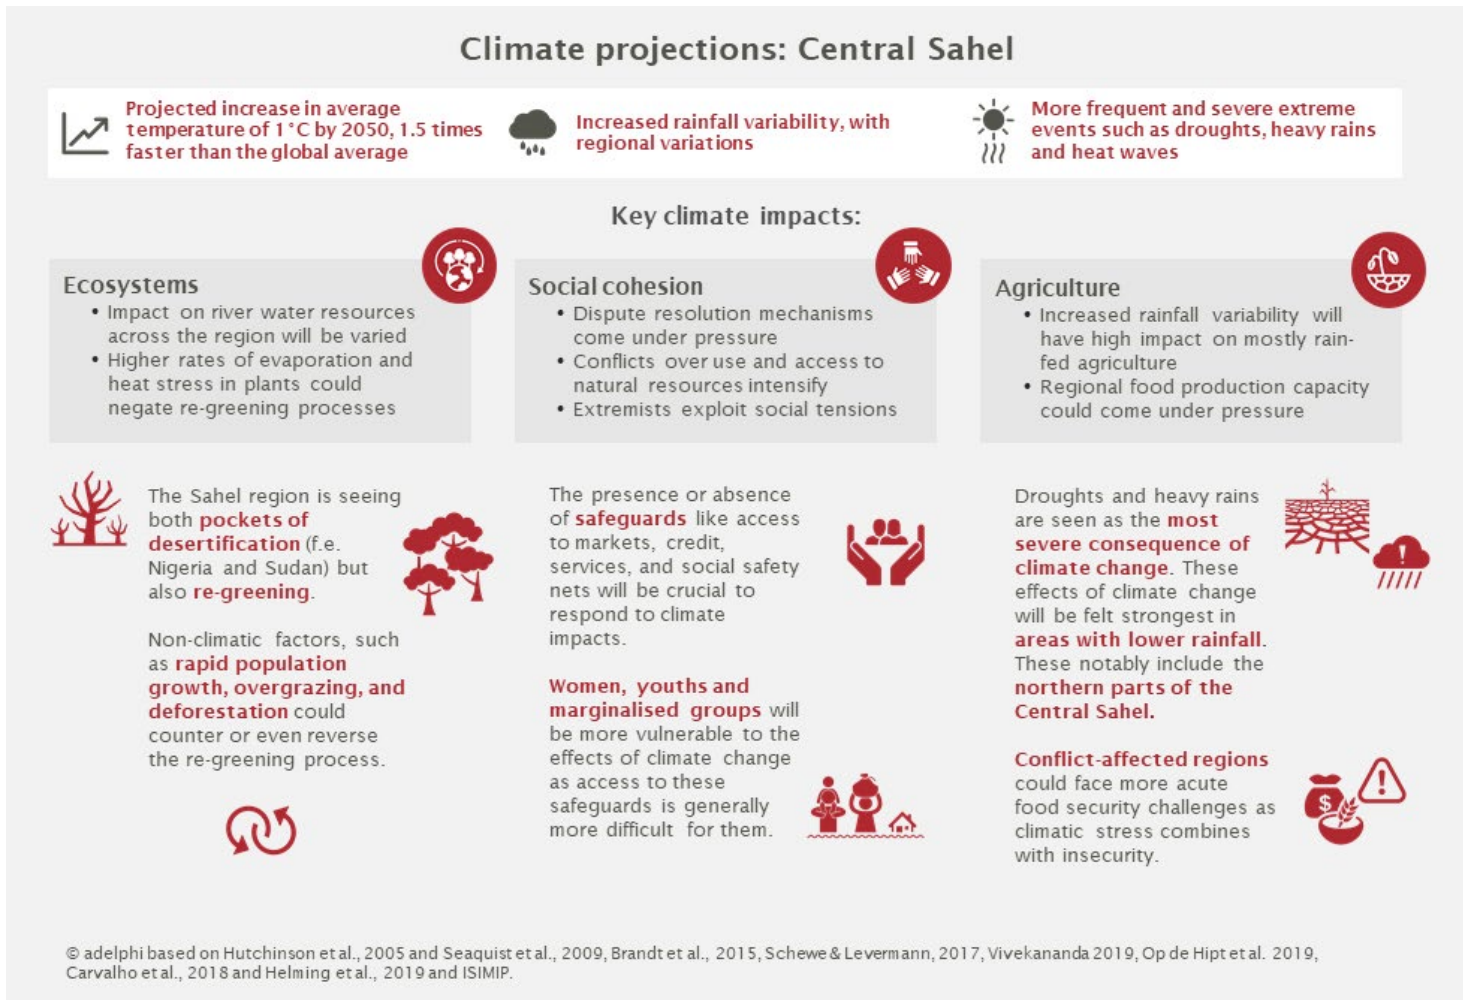 Climate projections: Central Sahel
Projected increase in average
temperature of 1°C by 2050, 1.5 times
faster than the global average
Increased rainfall variability, with
regional variations
More frequent and severe extreme
events such as droughts, heavy rains
and heat waves
Key climate impacts:
Ecosystems
• Impact on river water resources
across the region will be varied
• Higher rates of evaporation and
heat stress in plants could
negate re-greening processes
Social cohesion
• Dispute resolution mechanisms
come under pressure
• Conflicts over use and access to
natural resources intensify
• Extremists exploit social tensions
Agriculture
• Increased rainfall variability will
have high impact on mostly rain-
fed agriculture
• Regional food production capacity
could come under pressure
The Sahel region is seeing
both pockets of
desertification (f.e.
Nigeria and Sudan) but
also re-greening.
Non-climatic factors, such
as rapid population
growth, overgrazing, and
deforestation could
counter or even reverse
the re-greening process.
The presence or absence
of safeguards like access
to markets, credit,
services, and social safety
nets will be crucial to
respond to climate
impacts.
Women, youths and
marginalised groups will
be more vulnerable to the
effects of climate change
as access to these
safeguards is generally
more difficult for them.
Droughts and heavy rains
are seen as the most
severe consequence of
climate change. These
effects of climate change
will be felt strongest in
areas with lower rainfall.
These notably include the
northern parts of the
Central Sahel.
Conflict-affected regions
could face more acute
food security challenges as
climatic stress combines
with insecurity.
$
© adelphi based on Hutchinson et al., 2005 and Seaquist et al., 2009, Brandt et al., 2015, Schewe & Levermann, 2017, Vivekananda 2019, Op de Hipt et al. 2019,
Carvalho et al., 2018 and Helming et al., 2019 and ISIMIP.